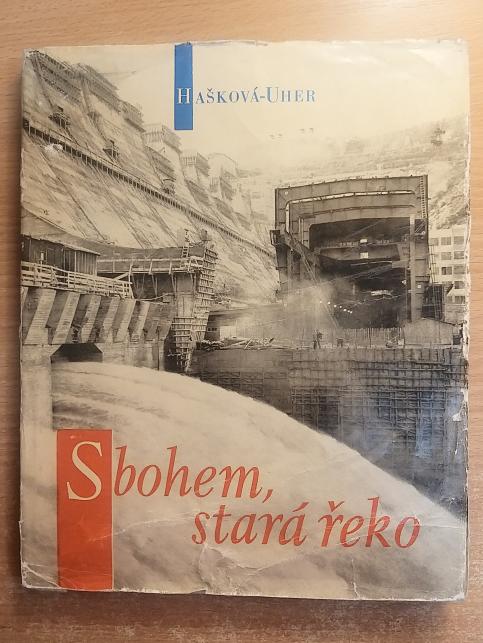 HAŠKOVÁ-UHER
Sbohem,
stará řeko